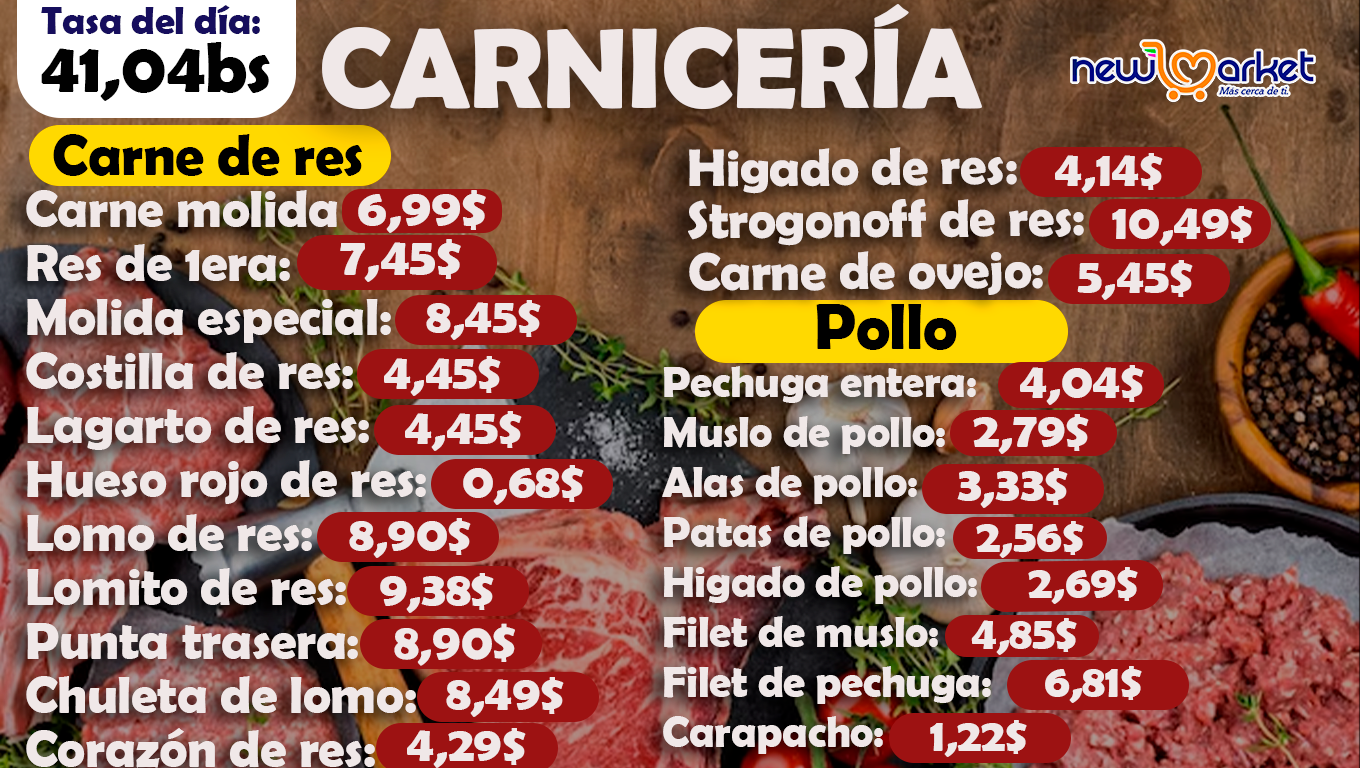 Tasa del día:
41,04bs
CARNICERÍA
new market
Más cerca de ti.
Carne de res
Carne molida 6,99$
Res de 1era: 7,45$
Molida especial: 8,45$
Costilla de res: 4,45$
Lagarto de res: 4,45$
Hueso rojo de res: 0,68$
Lomo de res: 8,90$
Lomito de res: 9,38$
Punta trasera: 8,90$
Chuleta de lomo: 8,49$
Corazón de res: 4,29$
Higado de res: 4,14$
Strogonoff de res: 10,49$
Carne de ovejo: 5,45$
Pollo
Pechuga entera: 4,04$
Muslo de pollo: 2,79$
Alas de pollo: 3,33$
Patas de pollo: 2,56$
Higado de pollo: 2,69$
Filet de muslo: 4,85$
Filet de pechuga: 6,81$
Carapacho: 1,22$